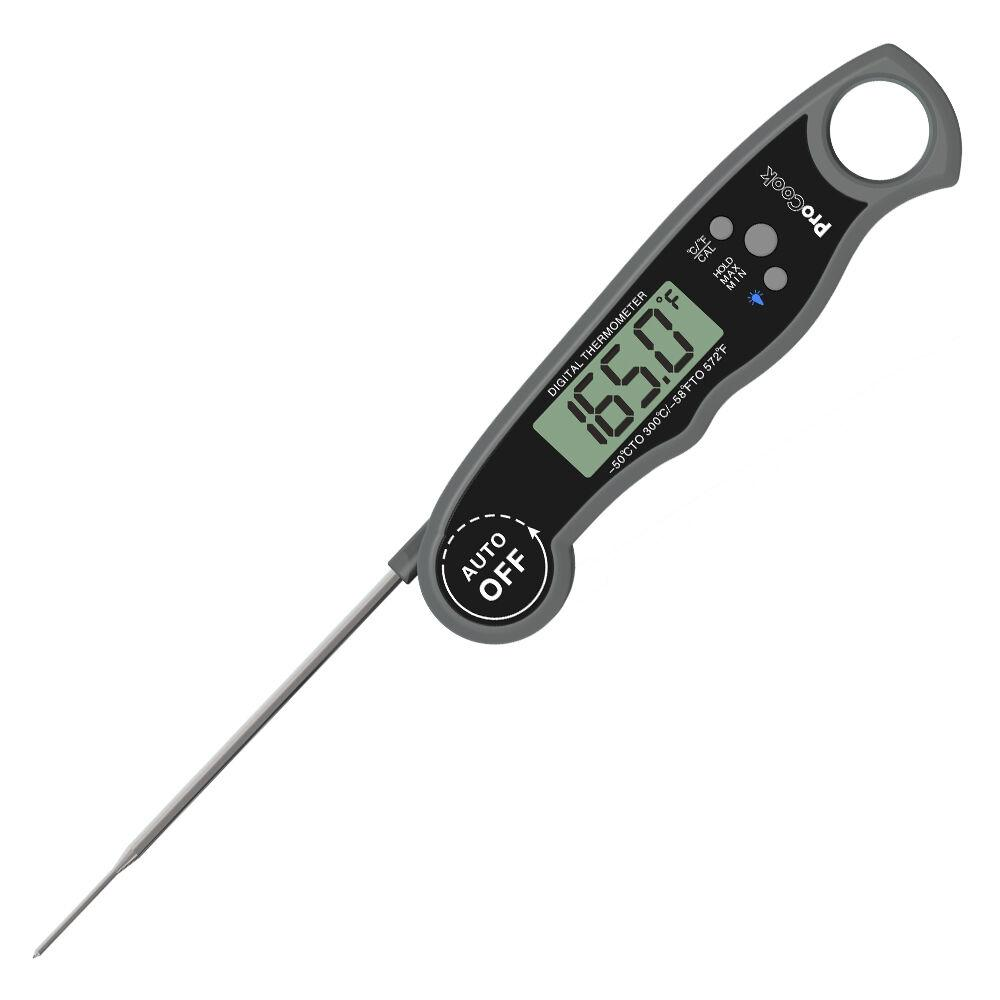 ProCook
°C/°F
CAL
HOLD
MAX
MIN
DIGITAL THERMOMETER
165.0°F
-50°C TO 300°C/-58°F TO 572°F
AUTO
OFF